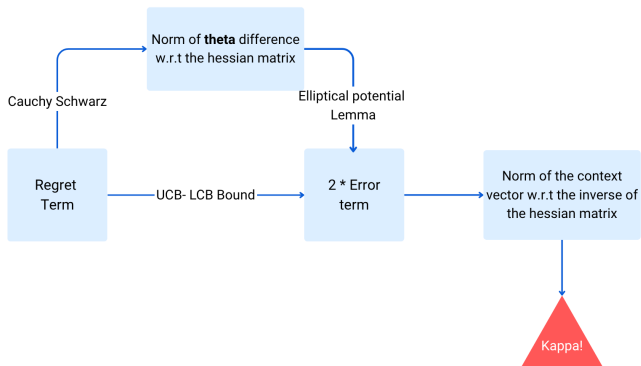 Norm of theta difference
w.r.t the hessian matrix
Cauchy Schwarz
Elliptical potential
Lemma
Regret
Term
UCB- LCB Bound
2 * Error
term
Norm of the context
vector w.r.t the inverse of
the hessian matrix
Kappa!